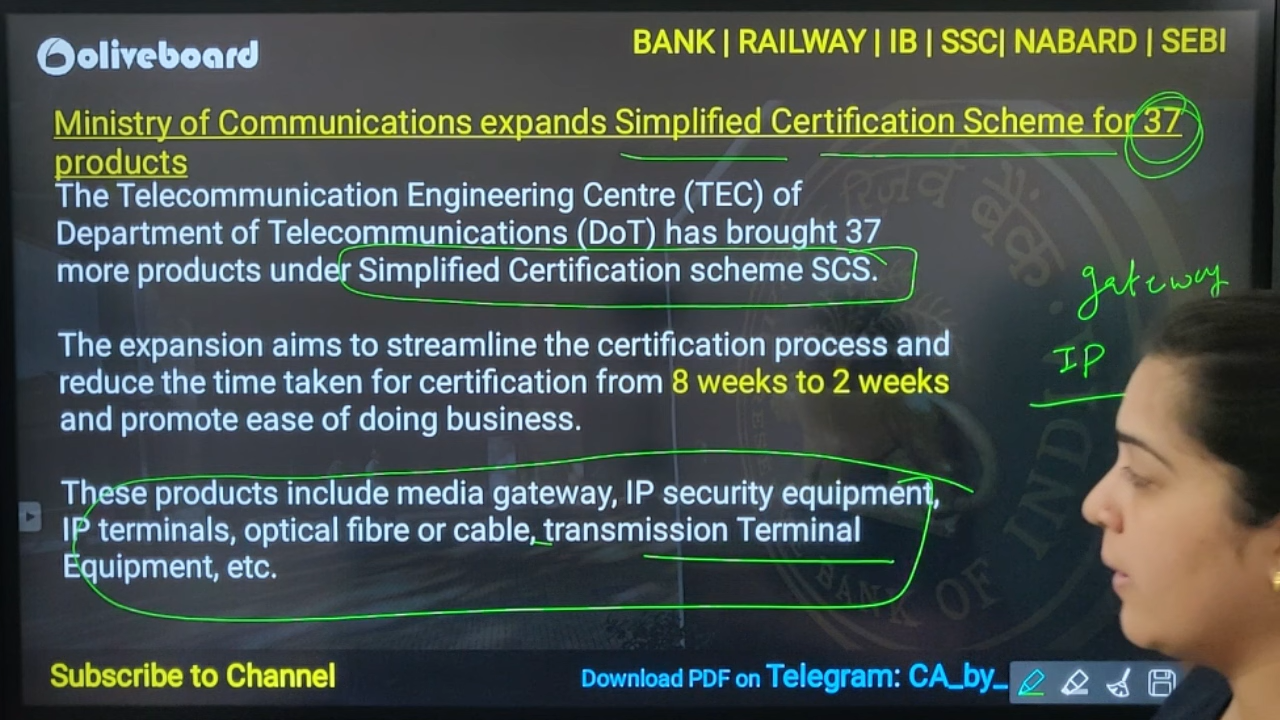 oliveboard
BANK | RAILWAY | IB | SSC| NABARD | SEBI
Ministry of Communications expands Simplified Certification Scheme for 37
products
The Telecommunication Engineering Centre (TEC) of
Department of Telecommunications (DoT) has brought 37
more products under Simplified Certification scheme SCS.
The expansion aims to streamline the certification process and
reduce the time taken for certification from 8 weeks to 2 weeks
and promote ease of doing business.
These products include media gateway, IP security equipment,
IP terminals, optical fibre or cable, transmission Terminal
Equipment, etc.
gateway
IP
रिज़र्व बैंक
BANK OF INDI
Subscribe to Channel
Download PDF on Telegram: CA_by_